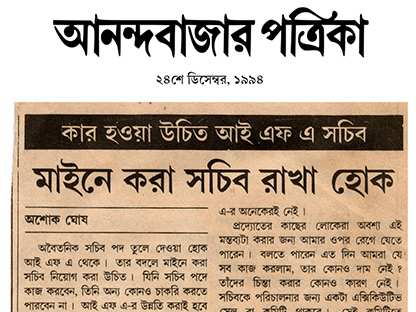 আনন্দবাজার পত্রিকা
২৪শে ডিসেম্বর, ১৯৯৪
কার হওয়া উচিত আই এফ এ সচিব
মাইনে করা সচিব রাখা হোক
অশোক ঘোষ
অবৈতনিক সচিব পদ তুলে দেওয়া হোক
আই এফ এ থেকে। তার বদলে মাইনে করা
সচিব নিয়োগ করা উচিত। যিনি সচিব পদে
কাজ করবেন, তিনি অন্য কোনও চাকরি করতে
পারবেন না। আই এফ এ-র উন্নতি করাই হবে
এ-র অনেকেরই নেই।
প্রদ্যোতের কাছের লোকেরা অবশ্য এই
মন্তব্যটা করার জন্য আমার ওপর রেগে যেতে
পারেন। বলতে পারেন এত দিন আমরা যে
সব কাজ করলাম, তার কোনও দাম নেই ?
তাঁদের চিন্তা করার কোনও কারণ নেই।
সচিবকে পরিচালনার জন্য একটা এক্সিকিউটিভ